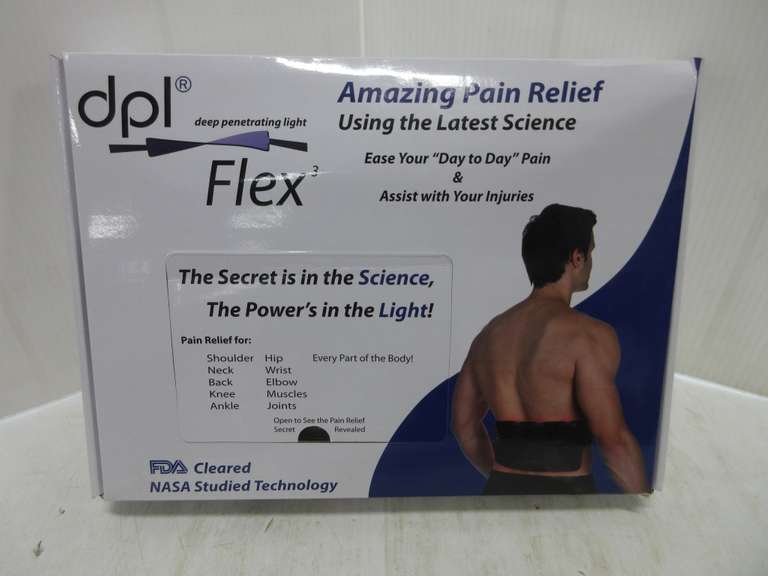 dpl®
deep penetrating light
Flex³
Amazing Pain Relief
Using the Latest Science
Ease Your "Day to Day" Pain
&
Assist with Your Injuries
The Secret is in the Science,
The Power's in the Light!
Pain Relief for:
Shoulder Hip Every Part of the Body!
Neck Wrist
Back Elbow
Knee Muscles
Ankle Joints
Open to See the Pain Relief
Secret Revealed
FDA Cleared
NASA Studied Technology